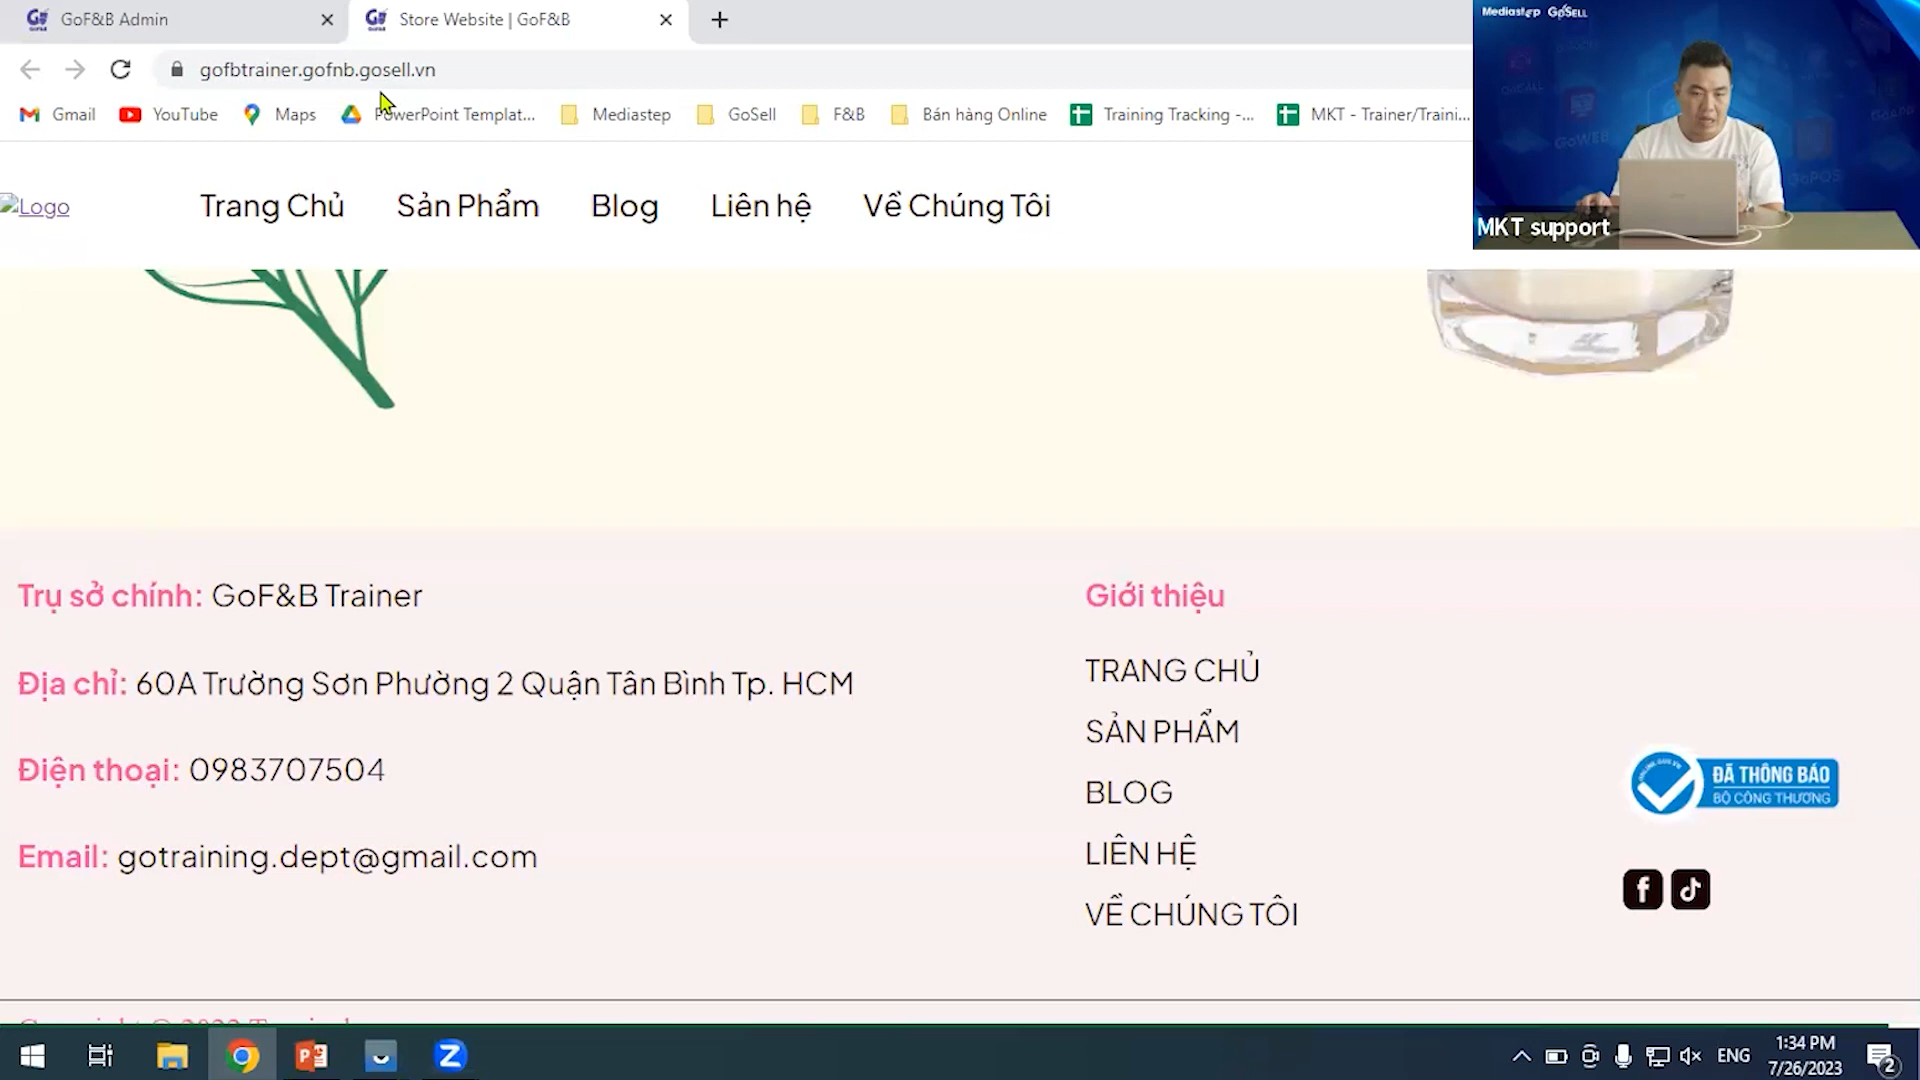 GoF&B Admin
Store Website | GoF&B
Mediastep GoSELL
gofbtrainer.gofnb.gosell.vn
Gmail YouTube Maps PowerPoint Templat... Mediastep GoSell F&B Bán hàng Online Training Tracking -... MKT - Trainer/Traini...
GoWEB
GoPOS
MKT support
Logo
Trang Chủ Sản Phẩm Blog Liên hệ Về Chúng Tôi
Trụ sở chính: GoF&B Trainer
Địa chỉ: 60A Trường Sơn Phường 2 Quận Tân Bình Tp. HCM
Điện thoại: 0983707504
Email: gotraining.dept@gmail.com
Giới thiệu
TRANG CHỦ
SẢN PHẨM
BLOG
LIÊN HỆ
VỀ CHÚNG TÔI
ĐÃ THÔNG BÁO
BỘ CÔNG THƯƠNG
ENG
1:34 PM
7/26/2023
2